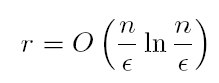 r = O\left(\frac{n}{\epsilon} \ln \frac{n}{\epsilon}\right)